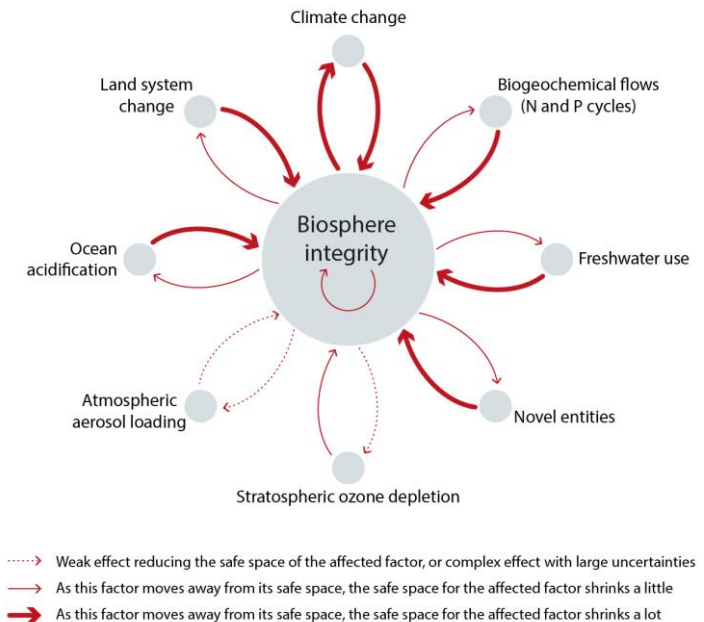 Climate change
Land system
change
Biogeochemical flows
(N and P cycles)
Biosphere
integrity
Ocean
acidification
Freshwater use
Atmospheric
aerosol loading
Novel entities
Stratospheric ozone depletion
Weak effect reducing the safe space of the affected factor, or complex effect with large uncertainties
As this factor moves away from its safe space, the safe space for the affected factor shrinks a little
As this factor moves away from its safe space, the safe space for the affected factor shrinks a lot